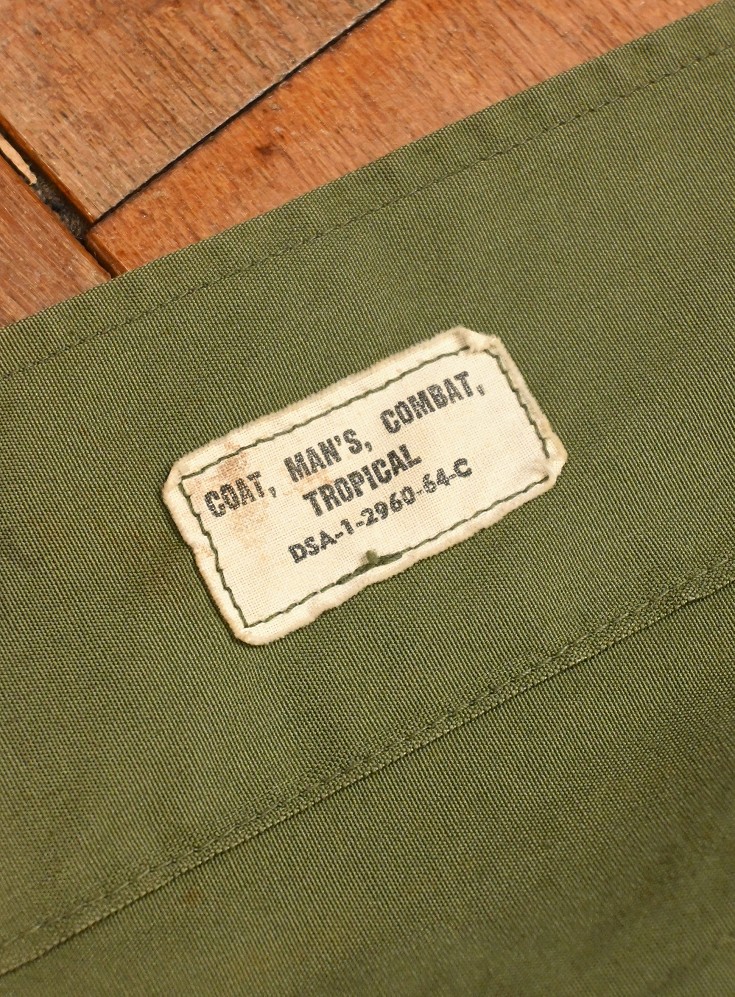 COAT, MAN'S, COMBAT,
TROPICAL
DSA-1-2960-64-C